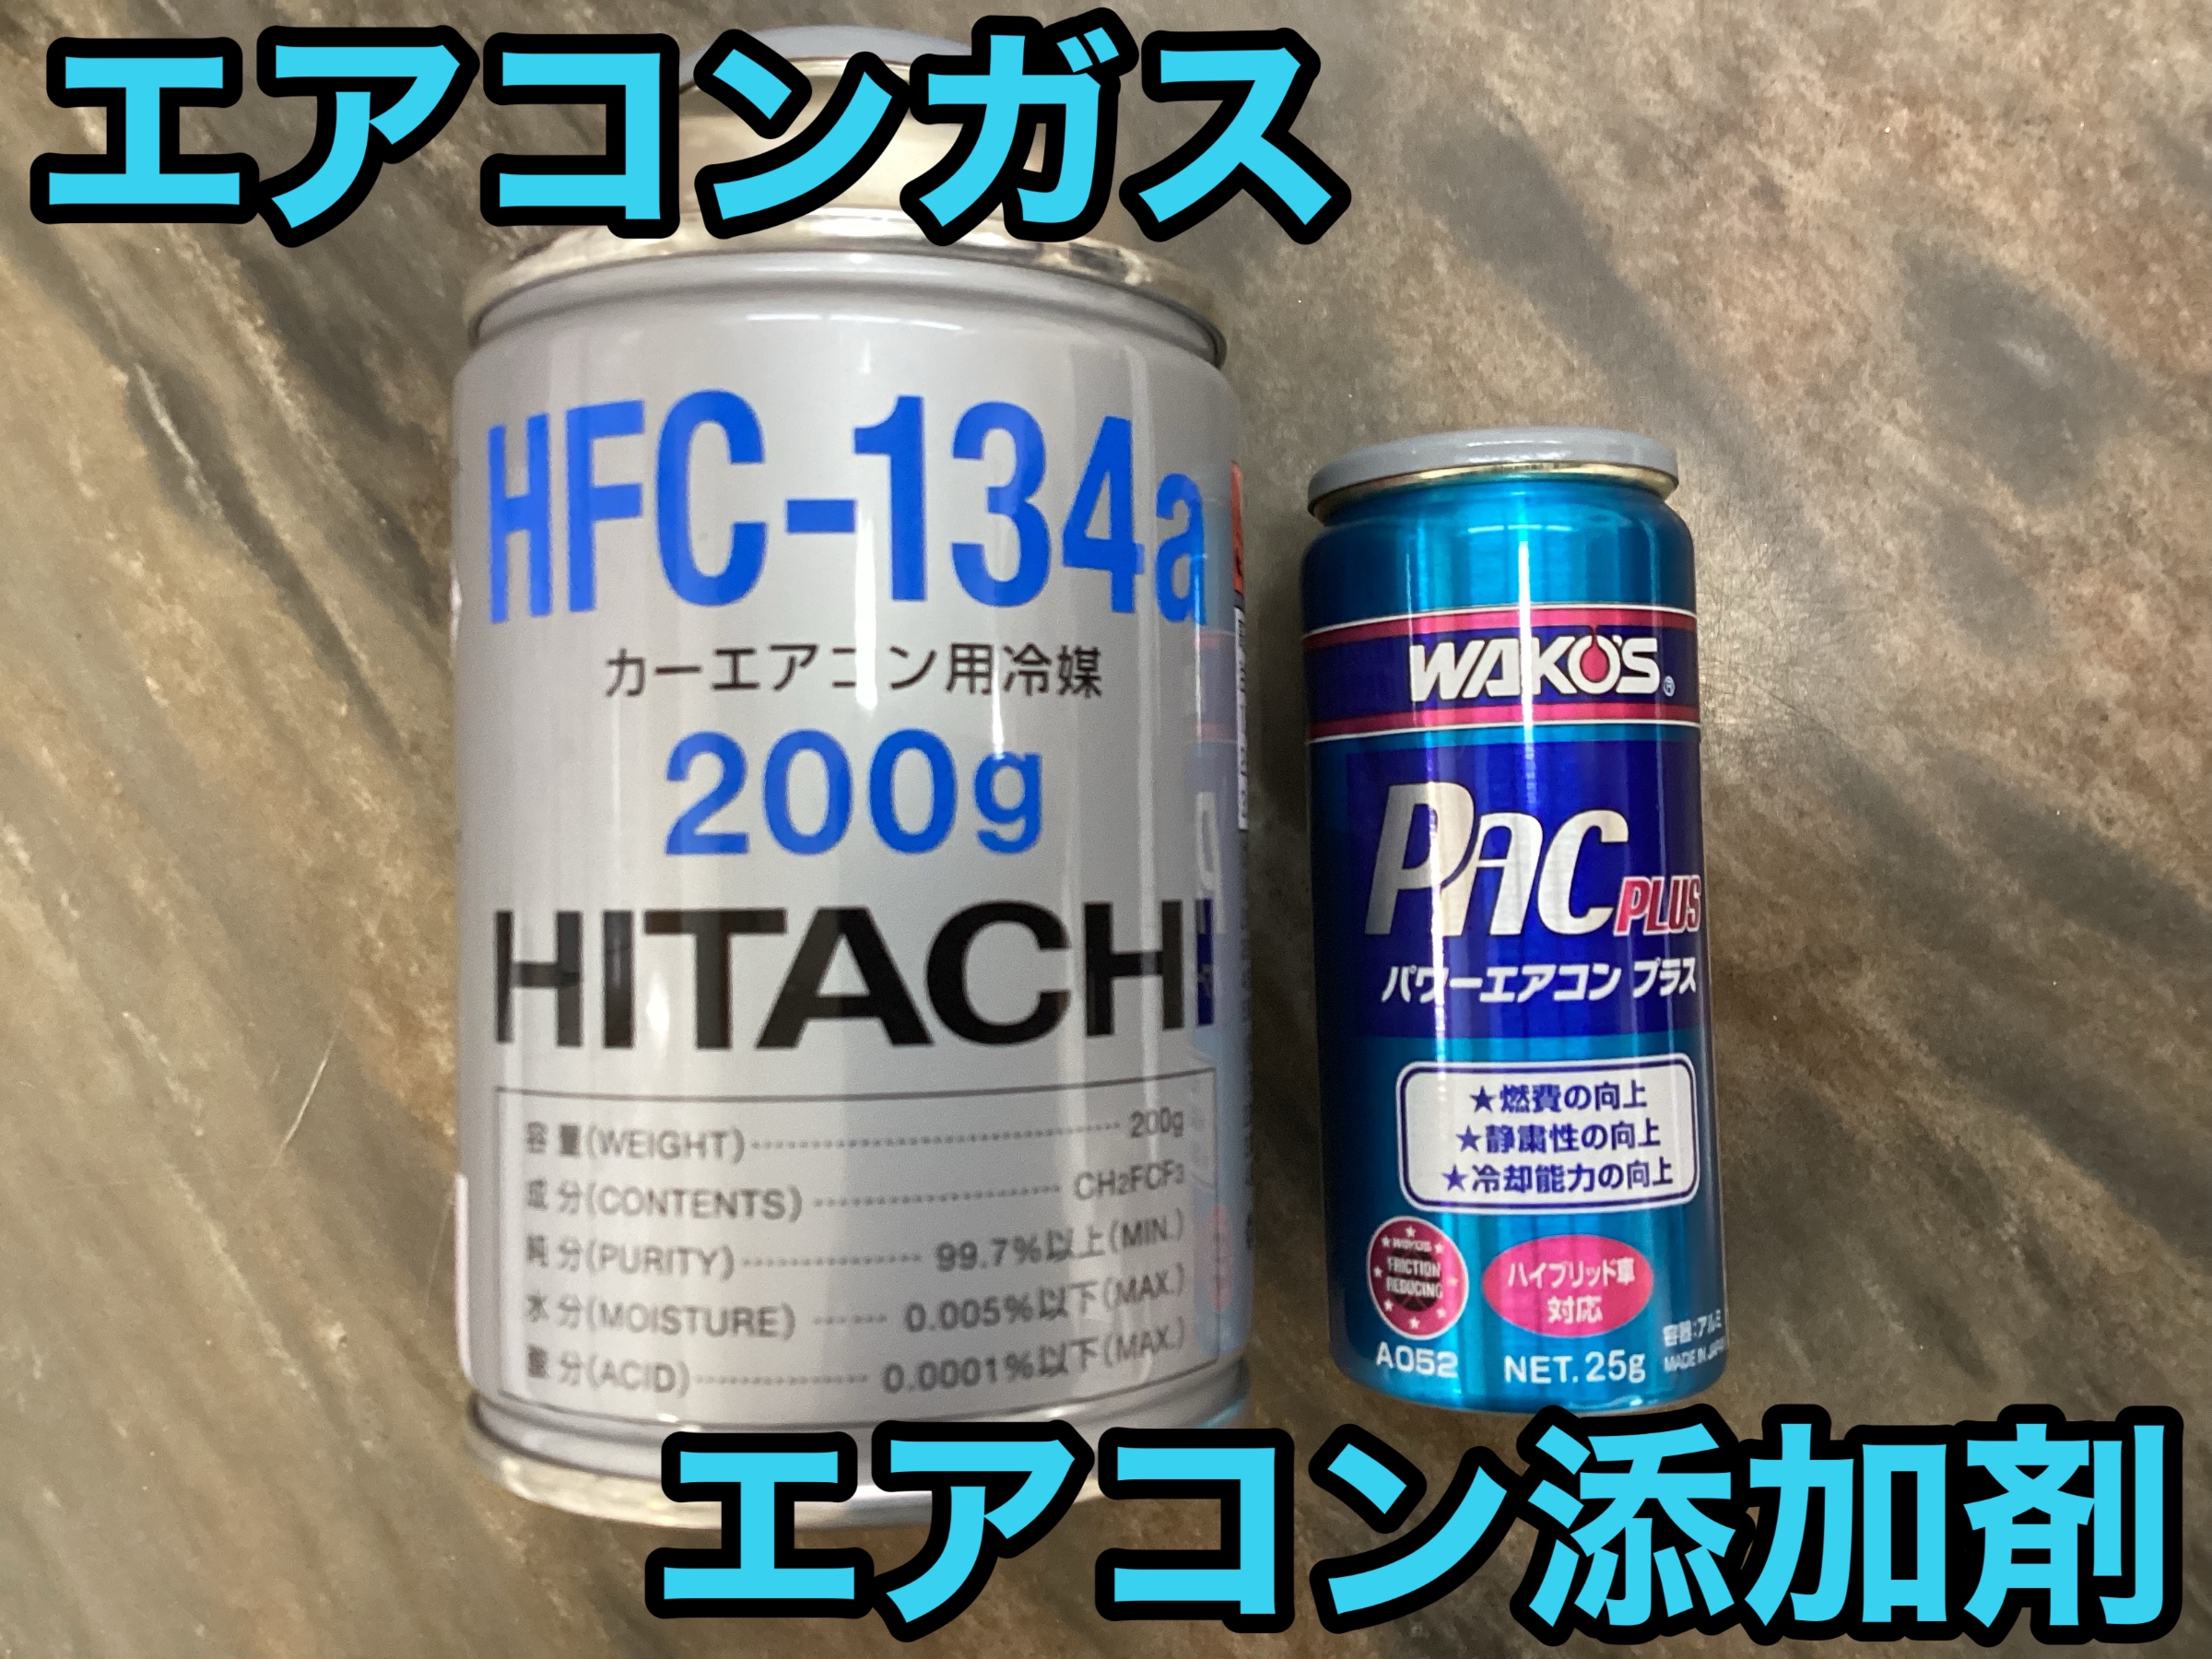 エアコンガス
HFC-134a
カーエアコン用冷媒
200g
HITACHI
容量(WEIGHT) 200g
成分(CONTENTS) CH2FCF3
純分(PURITY) 99.7%以上(MIN.)
水分(MOISTURE) 0.005%以下(MAX.)
酸分(ACID) 0.0001%以下(MAX.)
WAKO'S®
PAC PLUS
パワーエアコン プラス
★燃費の向上
★静粛性の向上
★冷却能力の向上
WAKO'S
FRICTION
REDUCING
ハイブリッド車
対応
A052
NET.25g
容器:アルミ
MADE IN
エアコン添加剤